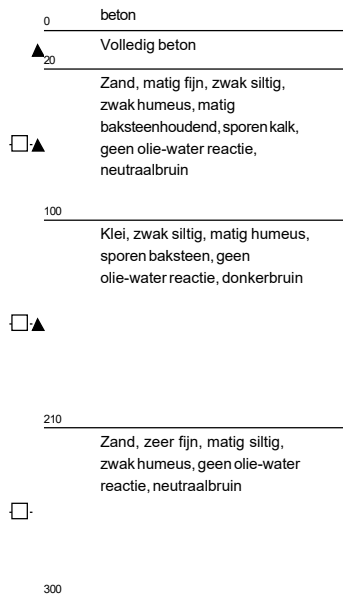 beton
0
Volledig beton
20
Zand, matig fijn, zwak siltig,
zwak humeus, matig
baksteenhoudend, sporen kalk,
geen olie-water reactie,
neutraalbruin
100
Klei, zwak siltig, matig humeus,
sporen baksteen, geen
olie-water reactie, donkerbruin
210
Zand, zeer fijn, matig siltig,
zwak humeus, geen olie-water
reactie, neutraalbruin
300